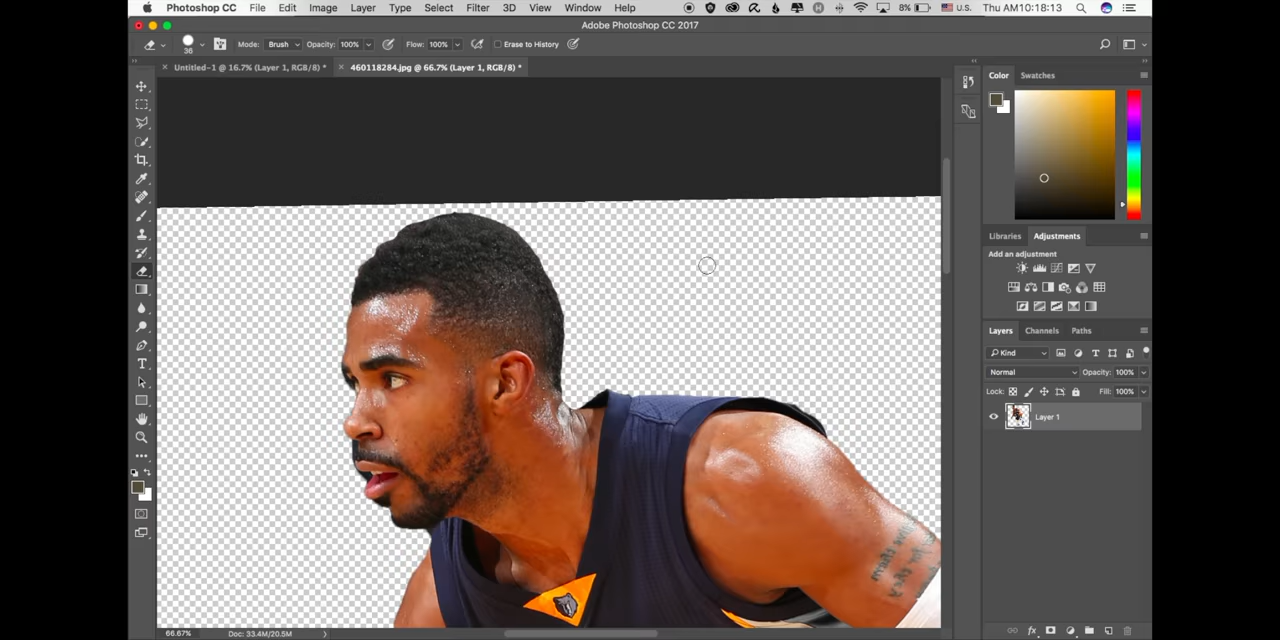 Photoshop CC File Edit Image Layer Type Select Filter 3D View Window Help 8% U.S. Thu AM10:18:13
Adobe Photoshop CC 2017
36 Mode: Brush Opacity: 100% Flow: 100% Erase to History
Untitled-1 @ 16.7% (Layer 1, RGB/8) * 460118284.jpg @ 66.7% (Layer 1, RGB/8) *
Color Swatches
Libraries Adjustments
Add an adjustment
Layers Channels Paths
Kind
Normal Opacity: 100%
Lock: Fill: 100%
Layer 1
66.67% Doc: 33.4M/20.5M